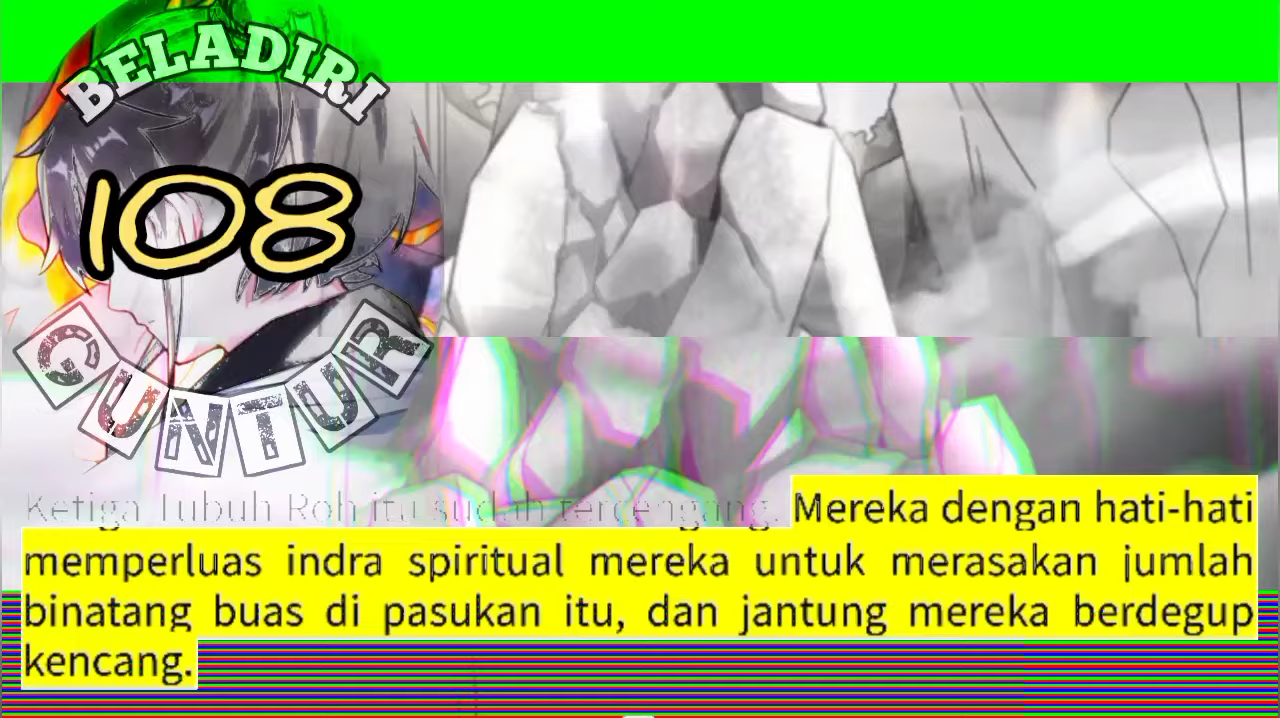 BELADIRI
108
GUNTUR
Ketiga Tubuh Roh itu sudah tercengang. Mereka dengan hati-hati
memperluas indra spiritual mereka untuk merasakan jumlah
binatang buas di pasukan itu, dan jantung mereka berdegup
kencang.